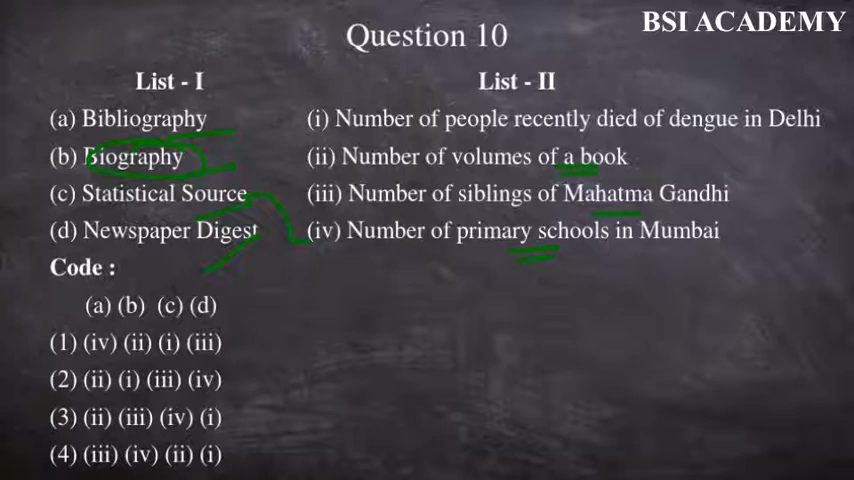 BSI ACADEMY
Question 10
List - I List - II
(a) Bibliography (i) Number of people recently died of dengue in Delhi
(b) Biography (ii) Number of volumes of a book
(c) Statistical Source (iii) Number of siblings of Mahatma Gandhi
(d) Newspaper Digest (iv) Number of primary schools in Mumbai
Code :
(a) (b) (c) (d)
(1) (iv) (ii) (i) (iii)
(2) (ii) (i) (iii) (iv)
(3) (ii) (iii) (iv) (i)
(4) (iii) (iv) (ii) (i)